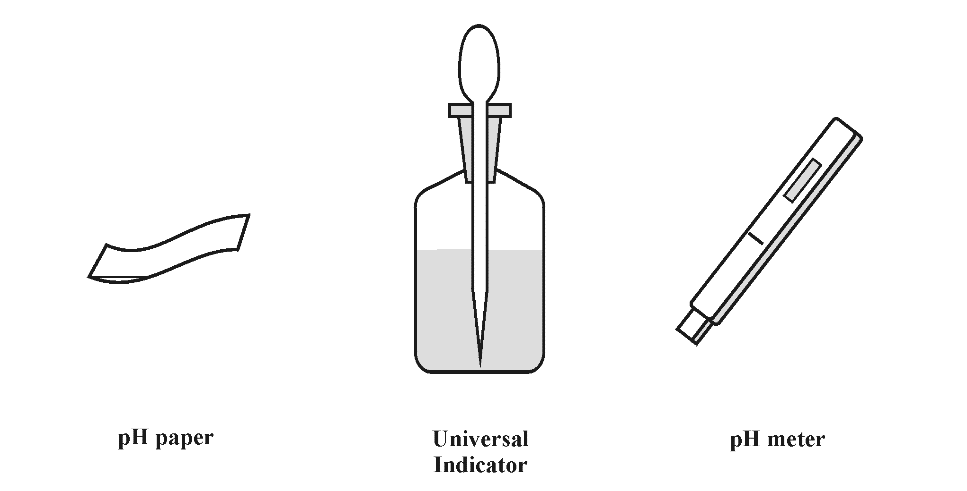 pH paper
Universal
Indicator
pH meter